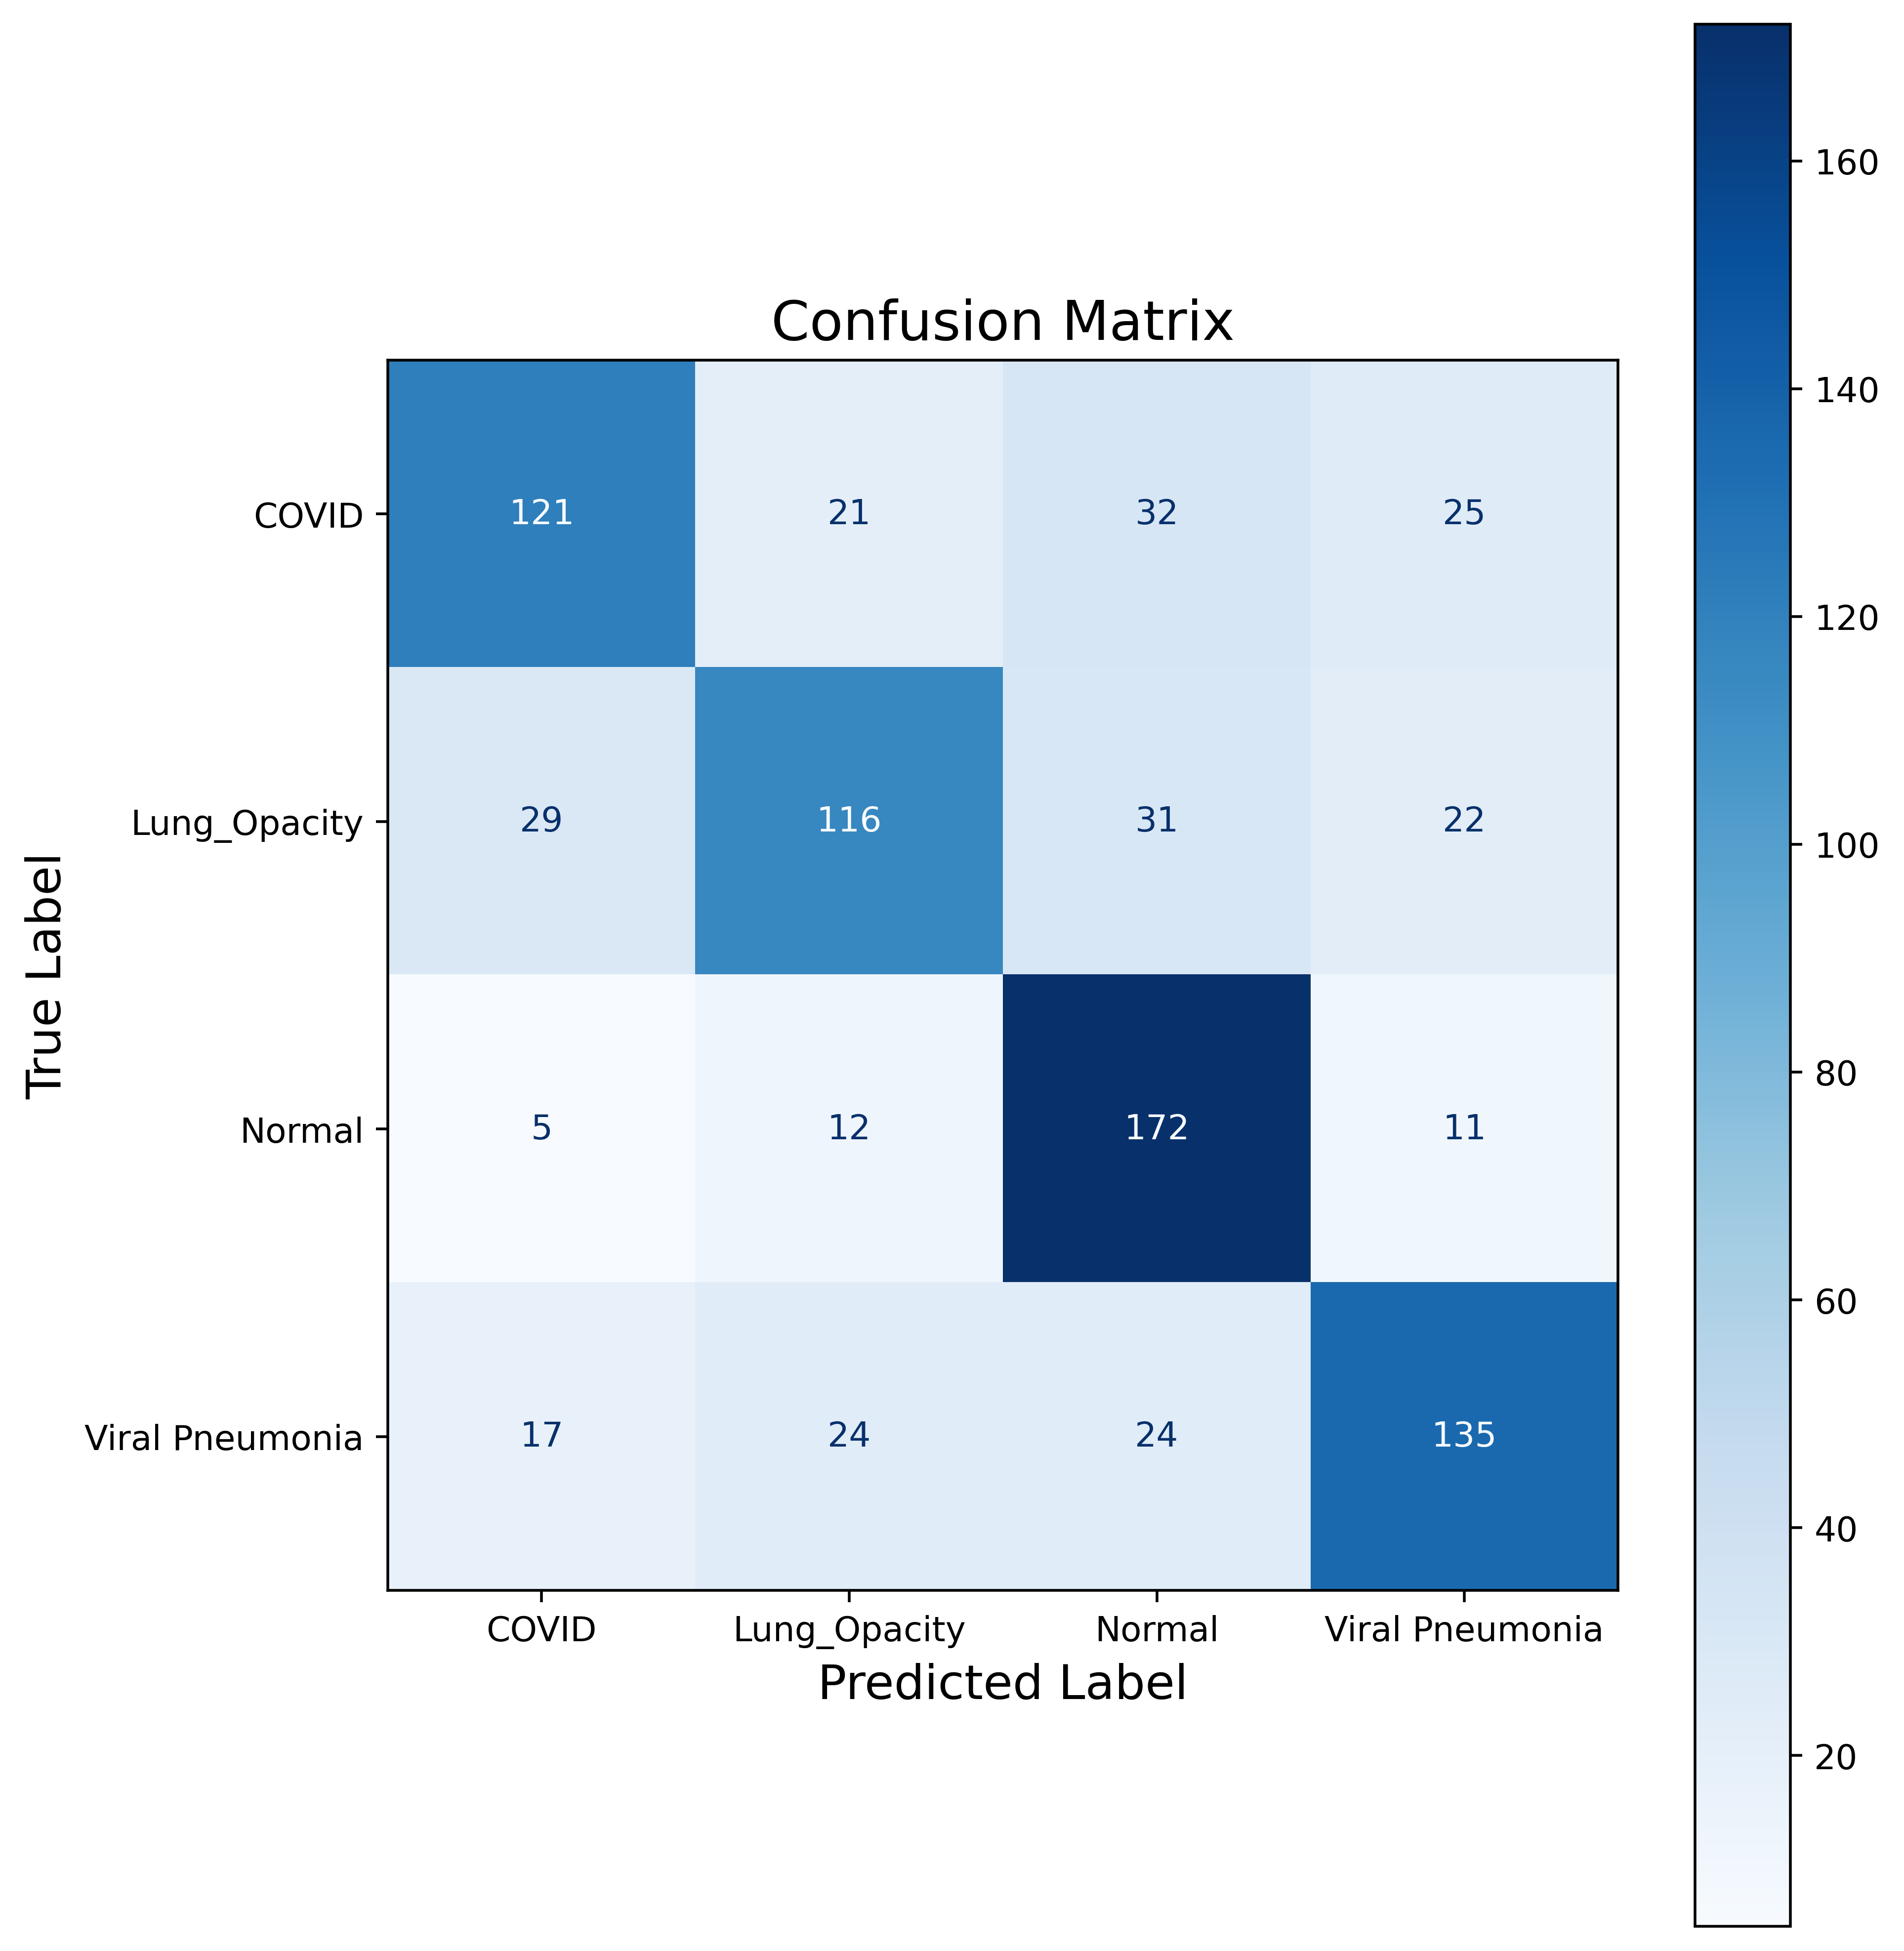 Confusion Matrix
160
140
120
100
80
60
40
20
True Label
COVID 121 21 32 25
Lung_Opacity 29 116 31 22
Normal 5 12 172 11
Viral Pneumonia 17 24 24 135
COVID Lung_Opacity Normal Viral Pneumonia
Predicted Label